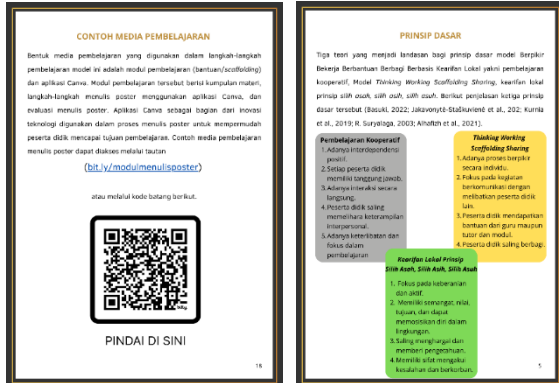 CONTOH MEDIA PEMBELAJARAN
Bentuk media pembelajaran yang digunakan dalam langkah-langkah
pembelajaran model ini adalah modul pembelajaran (bantuan/scaffolding)
dan aplikasi Canva. Modul pembelajaran tersebut berisi kumpulan materi,
langkah-langkah menulis poster menggunakan aplikasi Canva, dan
evaluasi menulis poster. Aplikasi Canva sebagai bagian dari inovasi
teknologi digunakan dalam proses menulis poster untuk mempermudah
peserta didik mencapai tujuan pembelajaran. Contoh media pembelajaran
menulis poster dapat diakses melalui tautan
(bit.ly/modulmenulisposter)
atau melalui kode batang berikut.
PINDAI DI SINI
18
PRINSIP DASAR
Tiga teori yang menjadi landasan bagi prinsip dasar model Berpikir
Bekerja Berbantuan Berbagi Berbasis Kearifan Lokal yakni pembelajaran
kooperatif, Model Thinking Working Scaffolding Sharing, kearifan lokal
prinsip silih asah, silih asih, silih asuh. Berikut penjelasan ketiga prinsip
dasar tersebut (Basuki, 2022; Jakavonytė-Staškuvienė et al., 202; Kurnia
et al., 2019; R. Suryalaga, 2003; Alhafizh et al., 2021).
Pembelajaran Kooperatif
1. Adanya interdependensi
positif.
2. Setiap peserta didik
memiliki tanggung jawab.
3. Adanya interaksi secara
langsung.
4. Peserta didik saling
memelihara keterampilan
interpersonal.
5. Adanya keterlibatan dan
fokus dalam
pembelajaran
Thinking Working
Scaffolding Sharing
1. Adanya proses berpikir
secara individu.
2. Fokus pada kegiatan
berkomunikasi dengan
melibatkan peserta didik
lain.
3. Peserta didik mendapatkan
bantuan dari guru maupun
tutor dan modul.
4. Peserta didik saling berbagi.
Kearifan Lokal Prinsip
Silih Asah, Silih Asih, Silih Asuh
1. Fokus pada keberanian
dan aktif.
2. Memiliki semangat, nilai,
tujuan, dan dapat
memosisikan diri dalam
lingkungan.
3. Saling menghargai dan
memberi pengetahuan.
4. Memiliki sifat mengakui
kesalahan dan berkorban.
5